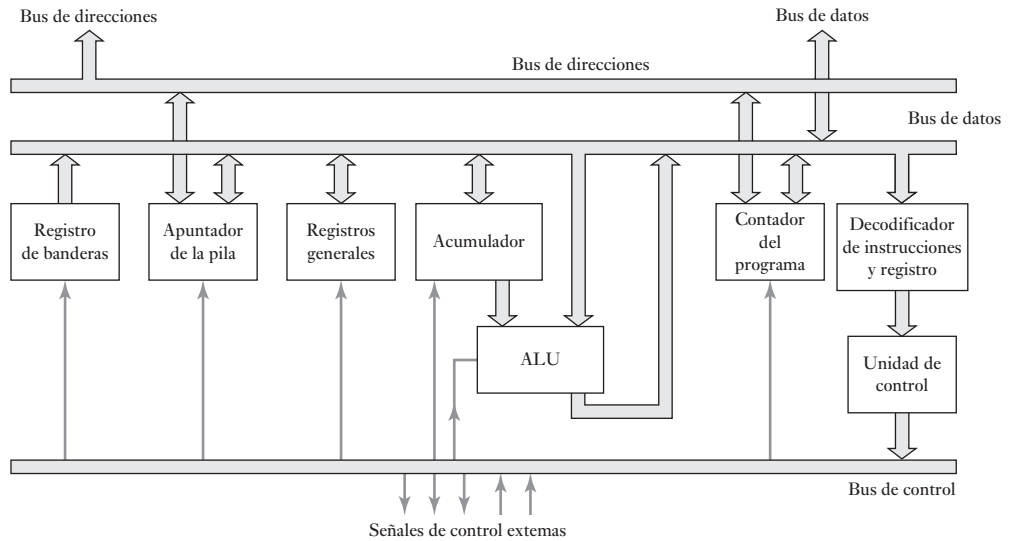 Bus de direcciones
Bus de datos
Bus de direcciones
Bus de datos
Registro
de banderas
Apuntador
de la pila
Registros
generales
Acumulador
Contador
del
programa
Decodificador
de instrucciones
y registro
ALU
Unidad de
control
Bus de control
Señales de control extemas